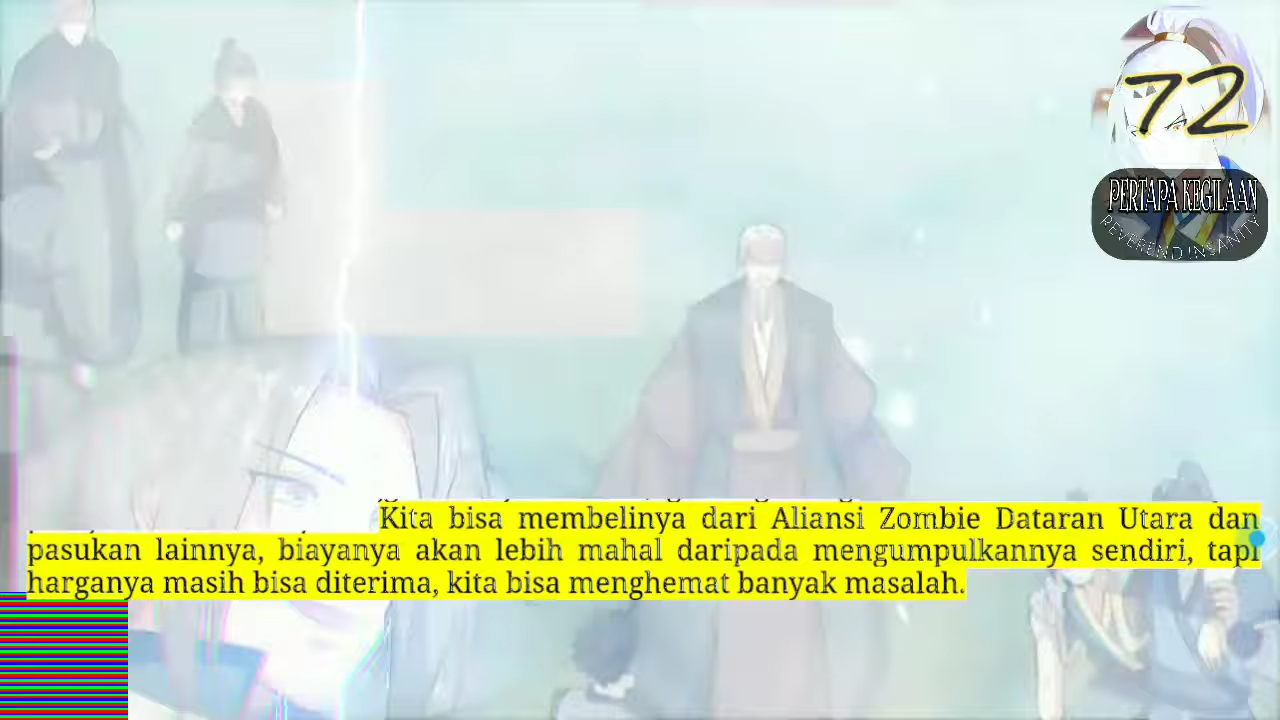 72
PERTAPA KEGILAAN
REVEREND INSANITY
Kita bisa membelinya dari Aliansi Zombie Dataran Utara dan
pasukan lainnya, biayanya akan lebih mahal daripada mengumpulkannya sendiri, tapi
harganya masih bisa diterima, kita bisa menghemat banyak masalah.